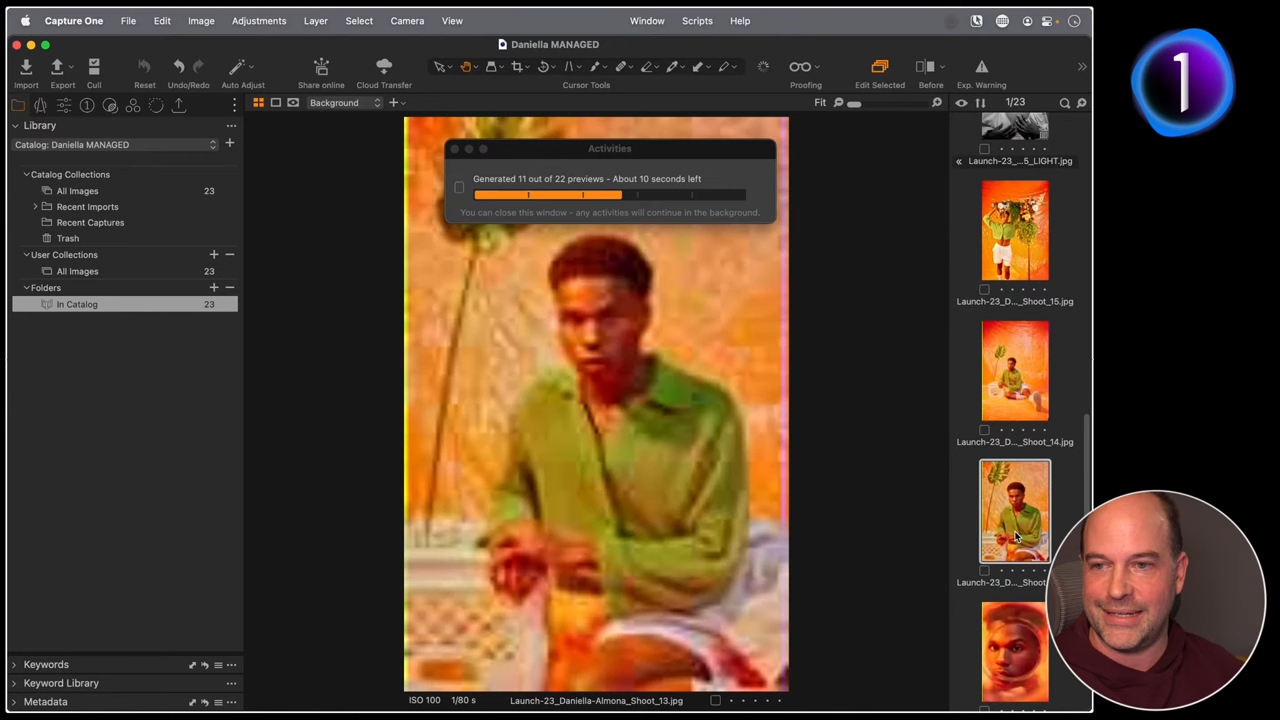 Capture One File Edit Image Adjustments Layer Select Camera View Window Scripts Help
Daniella MANAGED
Import Export Cull Reset Undo/Redo Auto Adjust Share online Cloud Transfer Cursor Tools Proofing Edit Selected Before Exp. Warning
Library
Background
Fit
1/23
Catalog: Daniella MANAGED
Catalog Collections
All Images 23
Recent Imports
Recent Captures
Trash
User Collections
All Images 23
Folders
In Catalog 23
Activities
Generated 11 out of 22 previews - About 10 seconds left
You can close this window - any activities will continue in the background.
Launch-23_...5_LIGHT.jpg
Launch-23_D..._Shoot_15.jpg
Launch-23_D..._Shoot_14.jpg
Launch-23_D..._Shoot
Keywords
Keyword Library
Metadata
ISO 100 1/80 s Launch-23_Daniella-Almona_Shoot_13.jpg
1